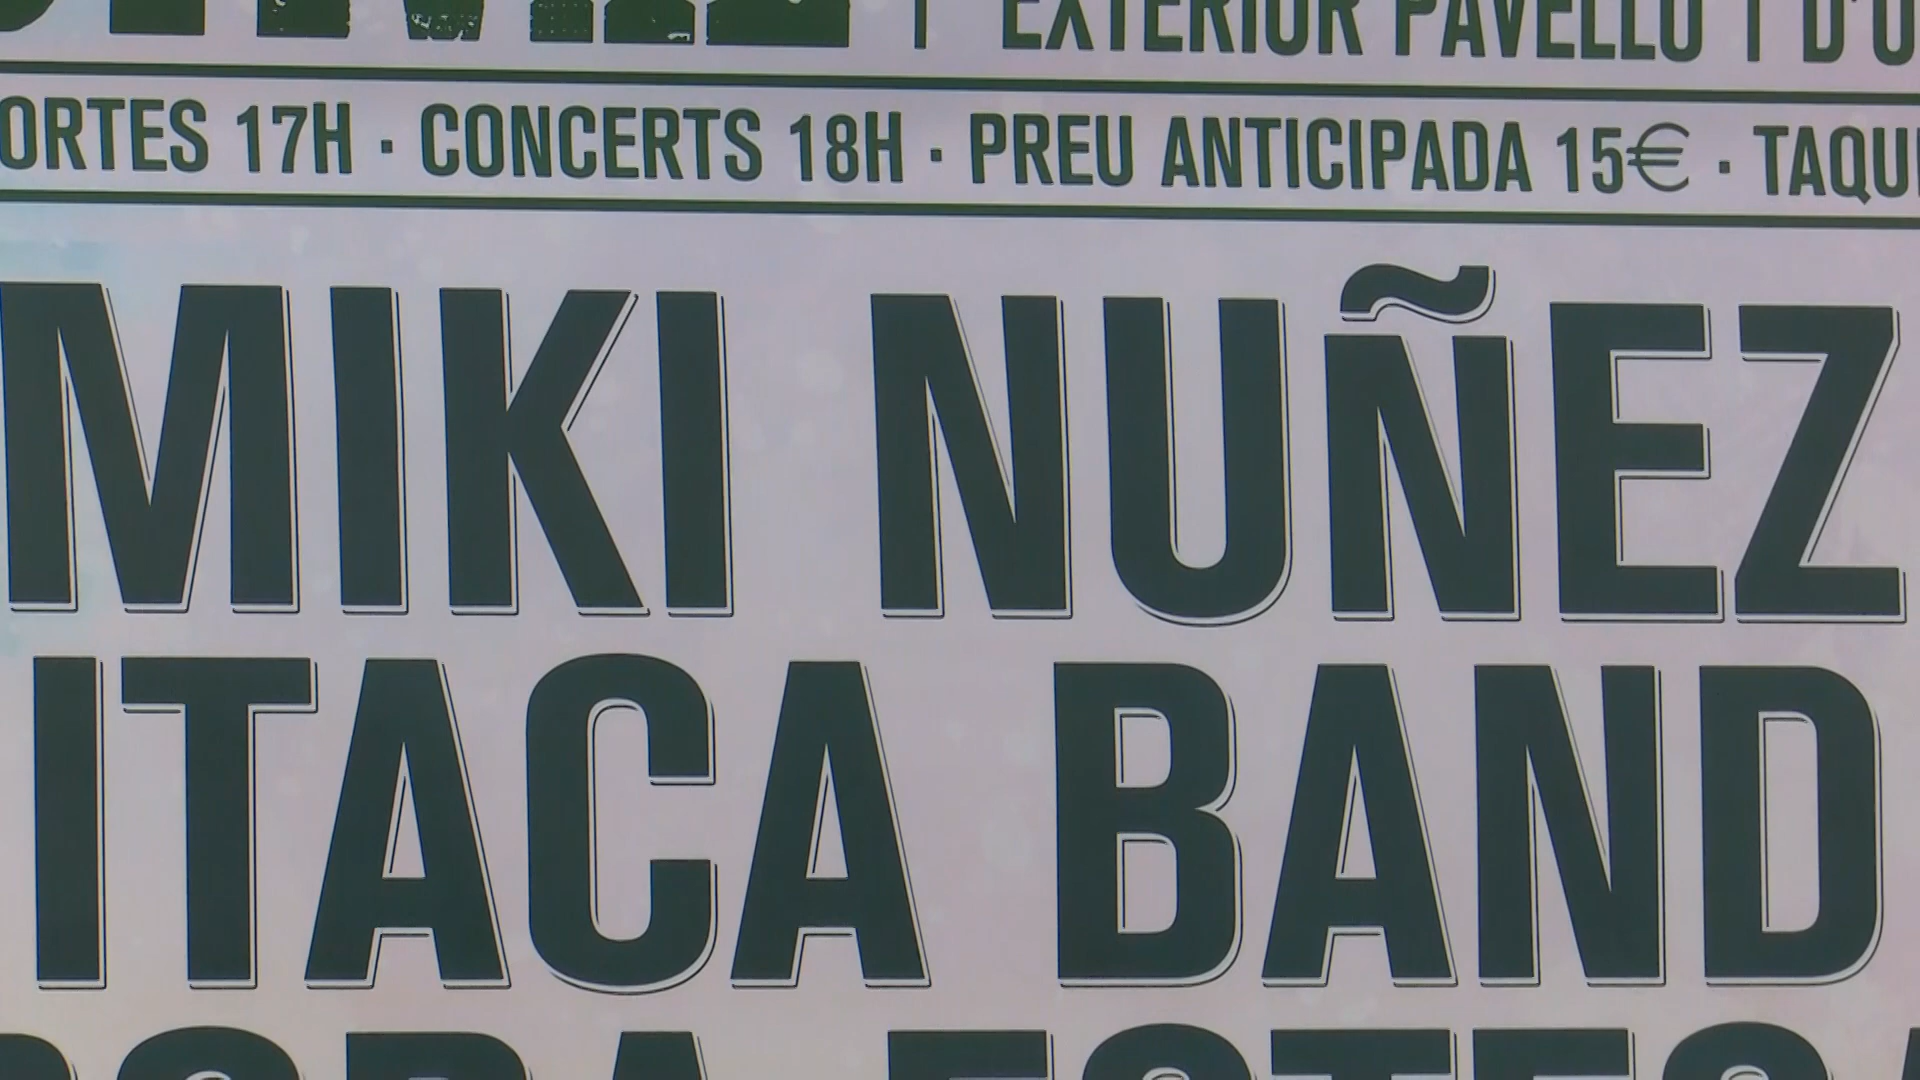 EXTERIOR PAVELLÓ
ORTES 17H · CONCERTS 18H · PREU ANTICIPADA 15€ · TAQU
MIKI NUÑEZ
ITACA BAND